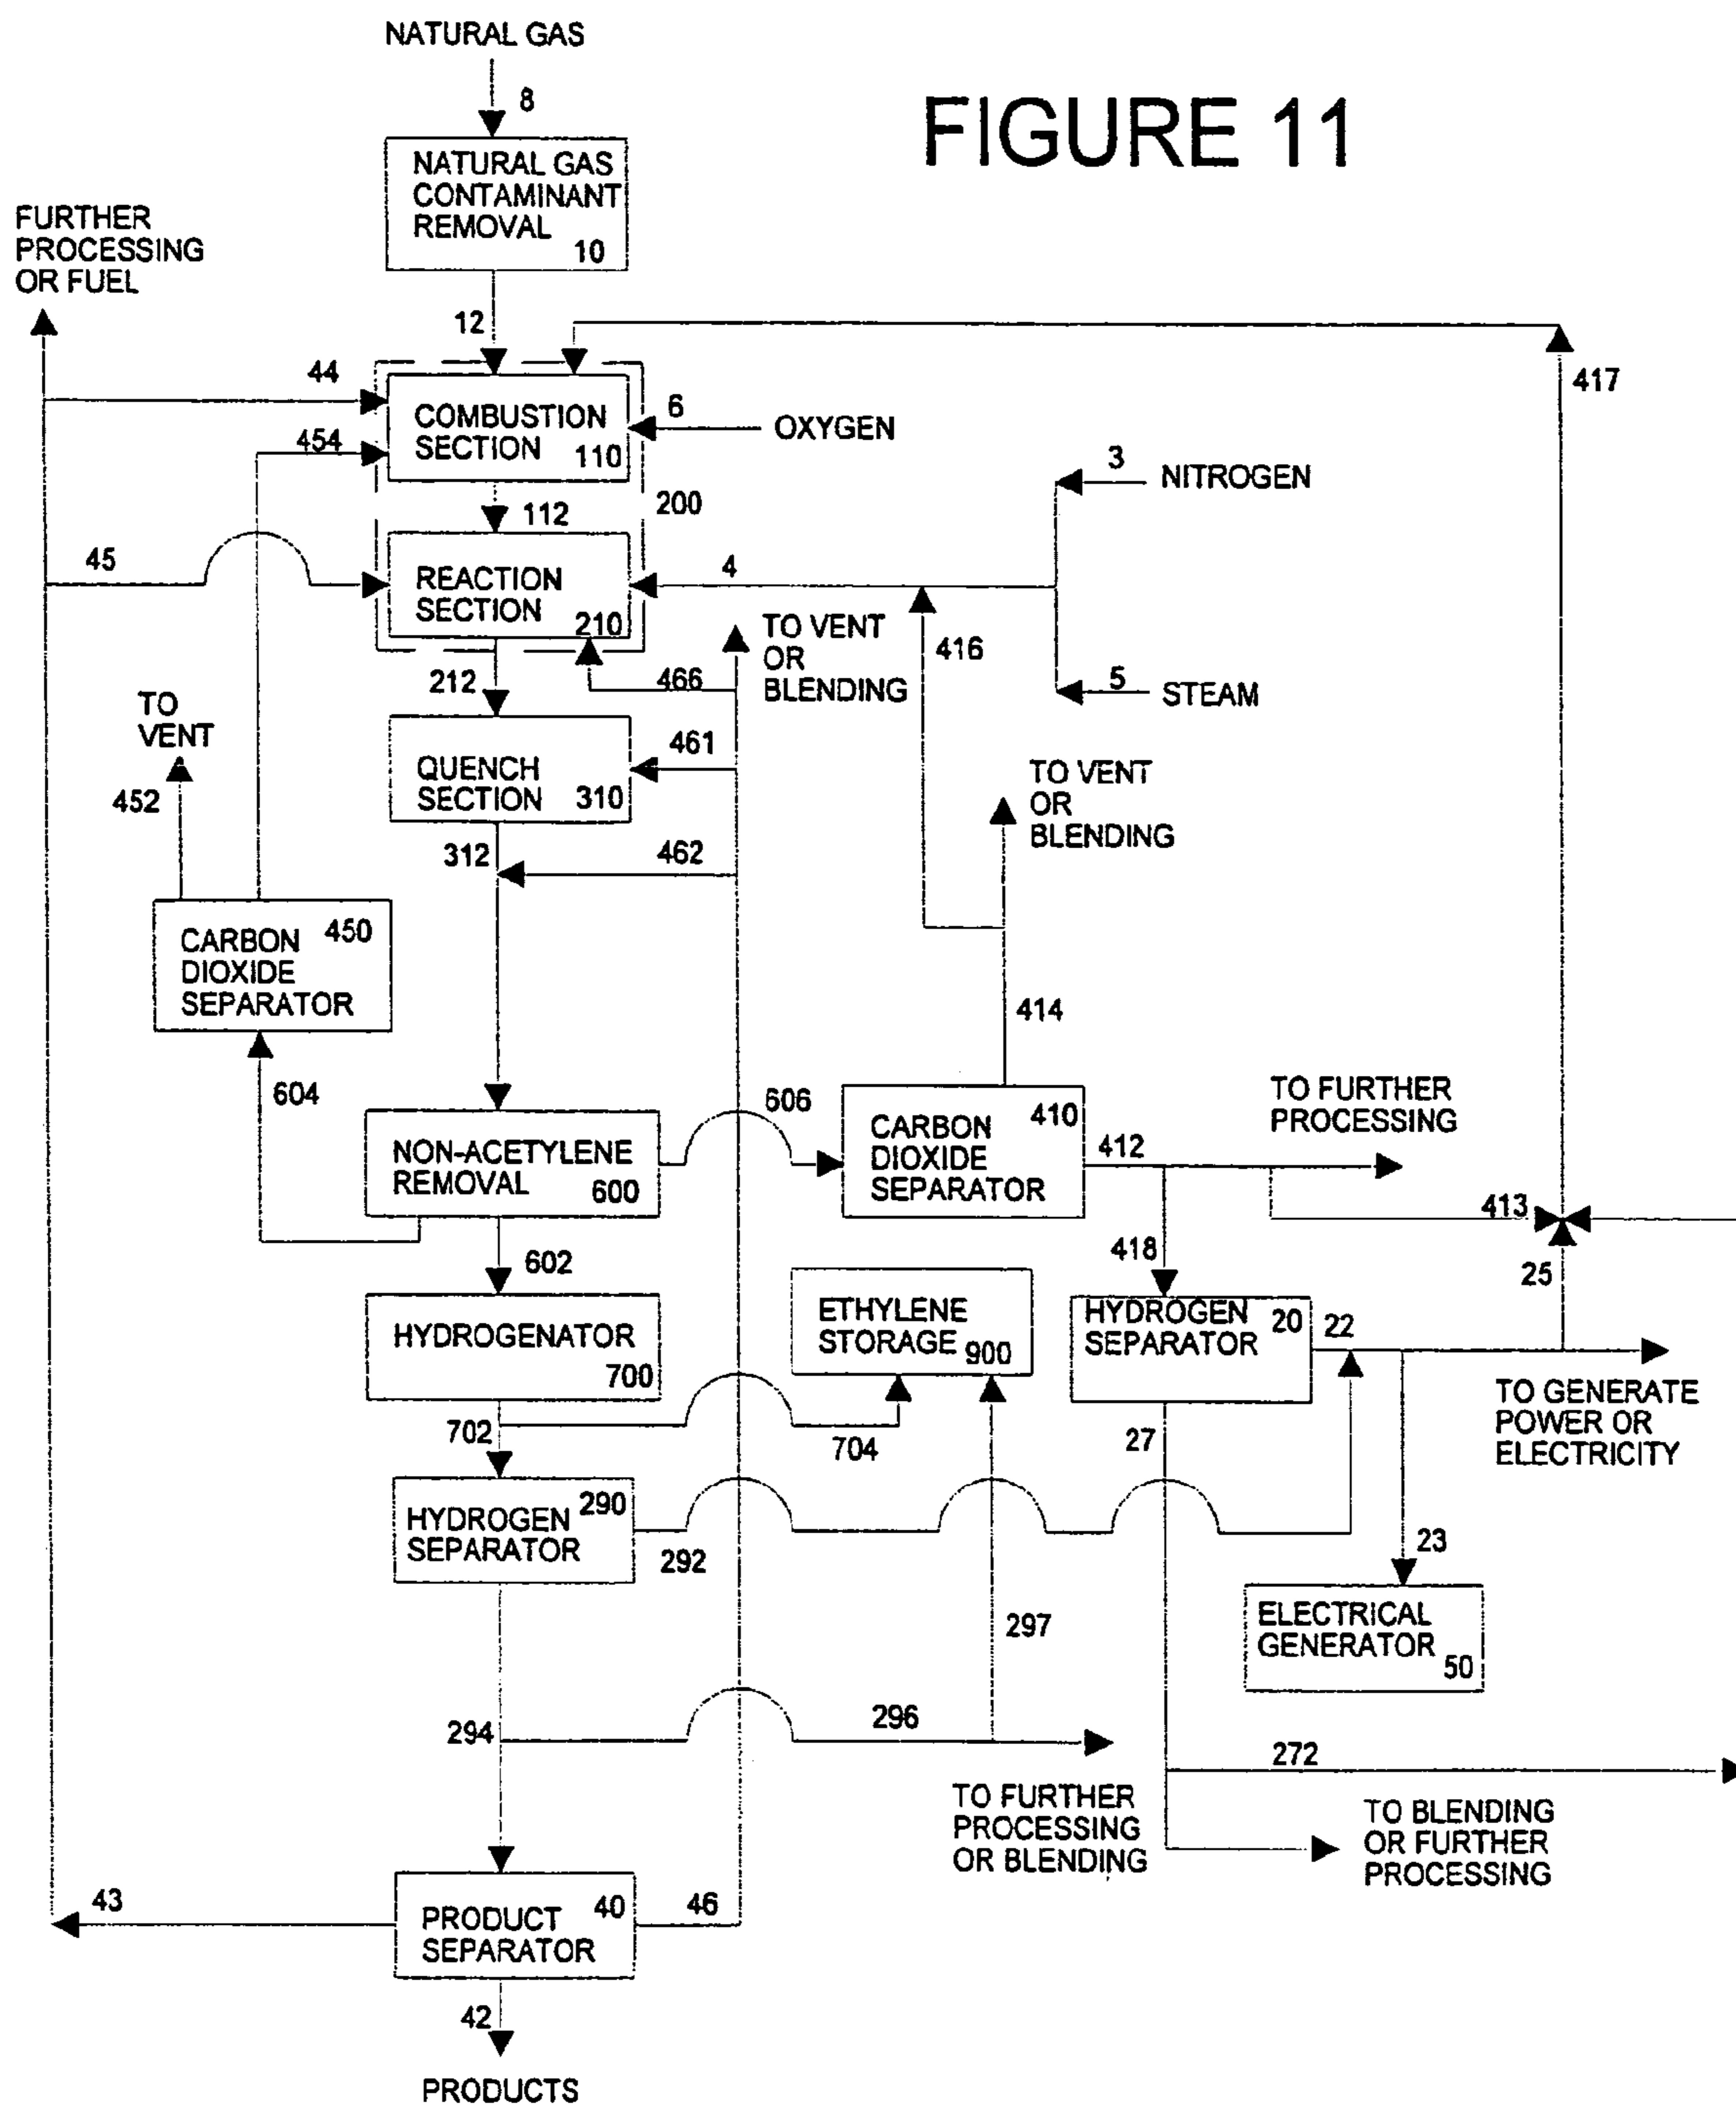 NATURAL GAS
8
FIGURE 11
NATURAL GAS
CONTAMINANT
REMOVAL
10
FURTHER
PROCESSING
OR FUEL
12
417
44
COMBUSTION
SECTION
110
6
OXYGEN
454
3
NITROGEN
200
112
45
REACTION
SECTION
210
4
TO VENT
OR
BLENDING
416
5
STEAM
212
466
TO
VENT
452
QUENCH
SECTION
310
461
TO VENT
OR
BLENDING
312
462
CARBON
DIOXIDE
SEPARATOR
450
414
604
606
NON-ACETYLENE
REMOVAL
600
CARBON
DIOXIDE
SEPARATOR
410
412
TO FURTHER
PROCESSING
413
418
25
602
HYDROGENATOR
700
ETHYLENE
STORAGE
900
HYDROGEN
SEPARATOR
20
22
TO GENERATE
POWER OR
ELECTRICITY
702
704
27
HYDROGEN
SEPARATOR
290
292
23
ELECTRICAL
GENERATOR
50
297
294
296
272
TO FURTHER
PROCESSING
OR BLENDING
TO BLENDING
OR FURTHER
PROCESSING
43
PRODUCT
SEPARATOR
40
46
42
PRODUCTS